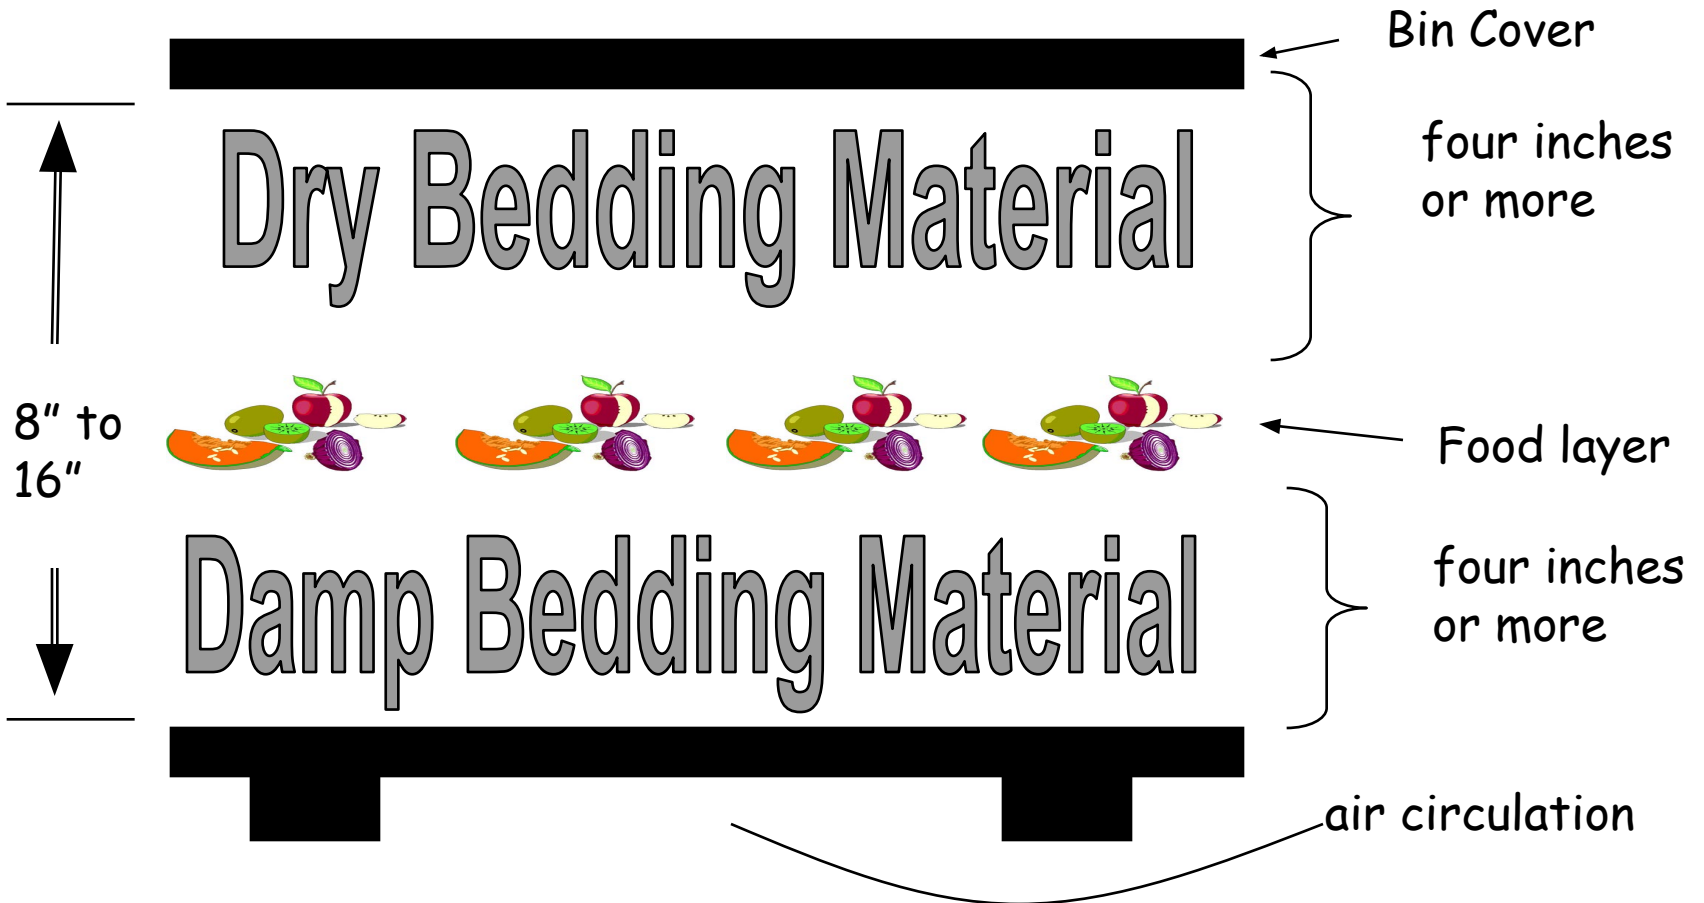 Bin Cover
Dry Bedding Material
four inches
or more
8” to
16”
Food layer
Damp Bedding Material
four inches
or more
air circulation